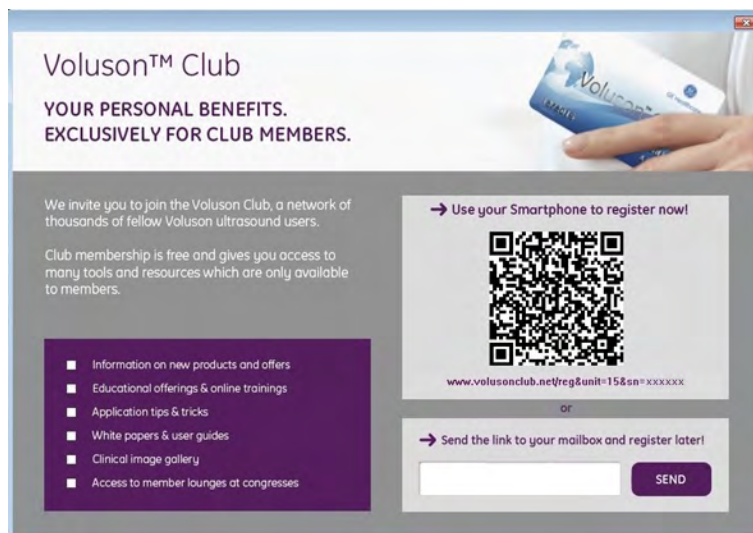 Voluson™ Club
YOUR PERSONAL BENEFITS.
EXCLUSIVELY FOR CLUB MEMBERS.
Voluson
GE Healthcare
We invite you to join the Voluson Club, a network of
thousands of fellow Voluson ultrasound users.
Club membership is free and gives you access to
many tools and resources which are only available
to members.
Information on new products and offers
Educational offerings & online trainings
Application tips & tricks
White papers & user guides
Clinical image gallery
Access to member lounges at congresses
➔ Use your Smartphone to register now!
www.volusonclub.net/reg&unit=15&sn=xxxxxx
or
➔ Send the link to your mailbox and register later!
SEND